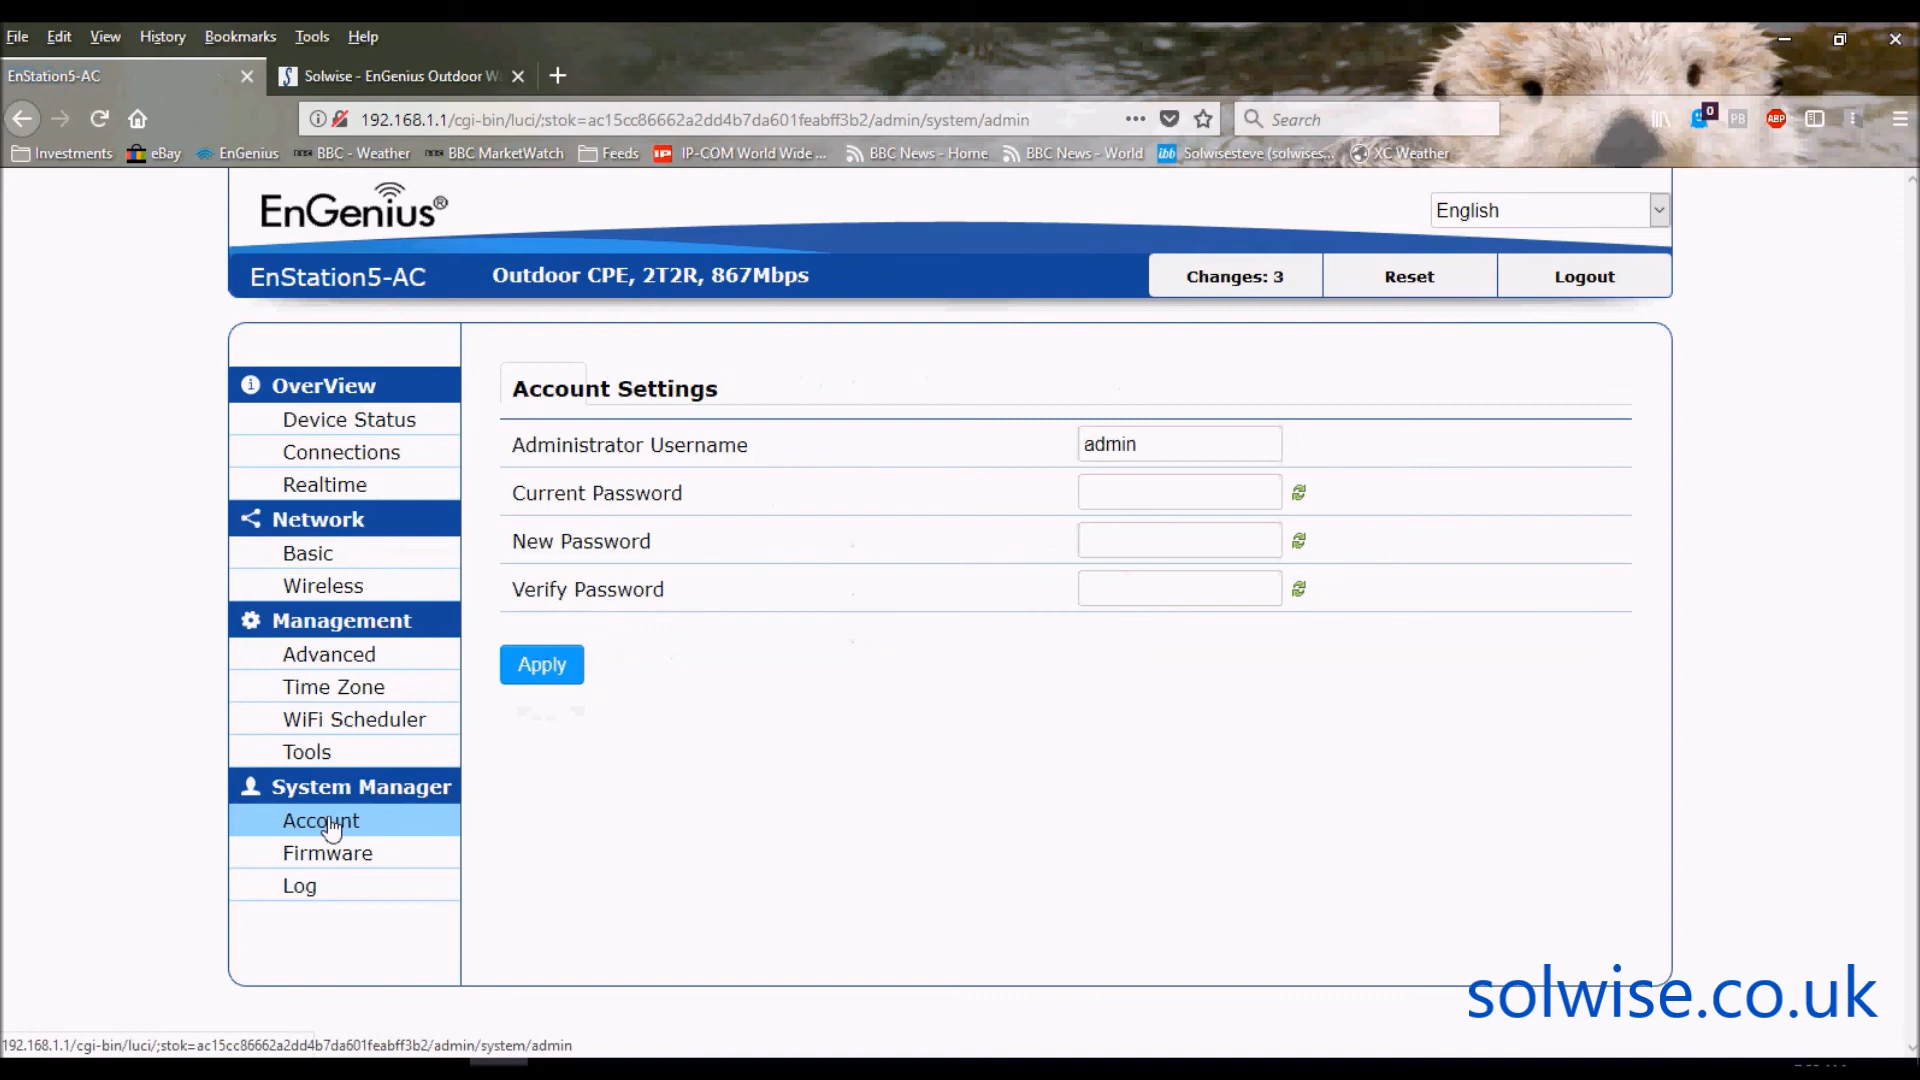 File Edit View History Bookmarks Tools Help
EnStation5-AC Solwise - EnGenius Outdoor W
192.168.1.1/cgi-bin/luci/;stok=ac15cc86662a2dd4b7da601feabff3b2/admin/system/admin Search 0 PB ABP
Investments eBay EnGenius BBC - Weather BBC MarketWatch Feeds IP IP-COM World Wide ... BBC News - Home BBC News - World ibb Solwisesteve (solwises... XC Weather
EnGenius®
English
EnStation5-AC Outdoor CPE, 2T2R, 867Mbps Changes: 3 Reset Logout
OverView
Device Status
Connections
Realtime
Network
Basic
Wireless
Management
Advanced
Time Zone
WiFi Scheduler
Tools
System Manager
Account
Firmware
Log
Account Settings
Administrator Username admin
Current Password
New Password
Verify Password
Apply
solwise.co.uk
192.168.1.1/cgi-bin/luci/;stok=ac15cc86662a2dd4b7da601feabff3b2/admin/system/admin